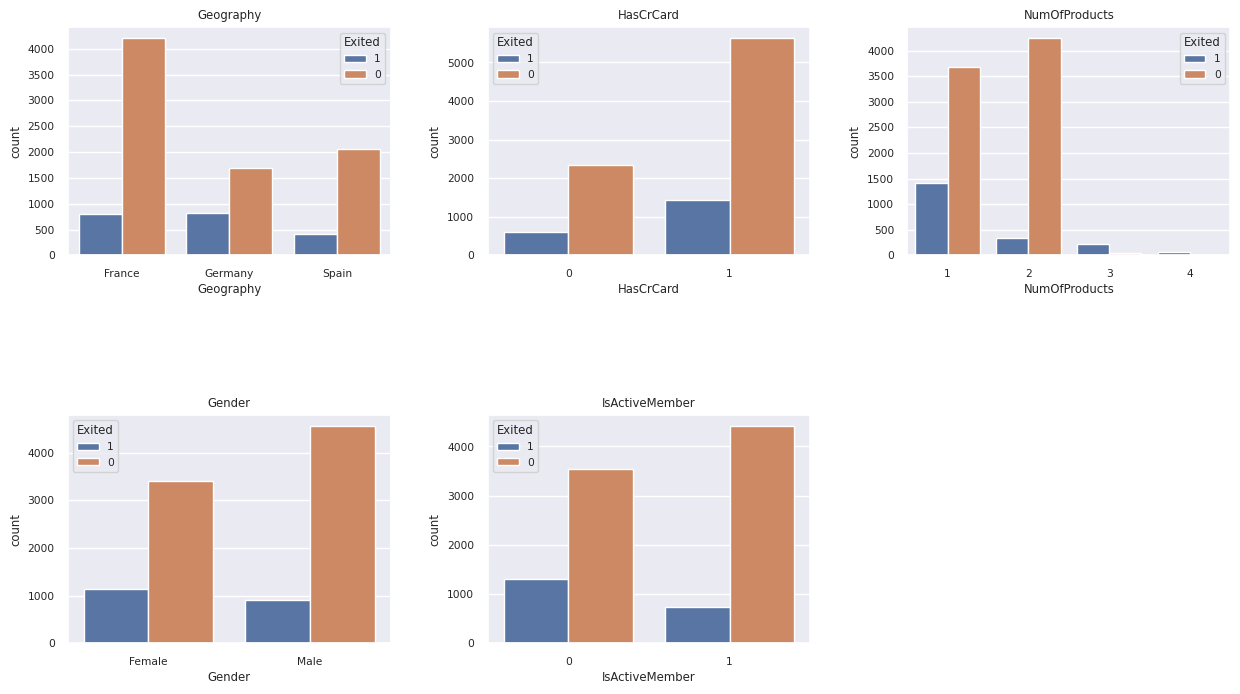 Geography
Exited
1
0
4000
3500
3000
2500
2000
1500
1000
500
0
count
France Germany Spain
Geography
HasCrCard
Exited
1
0
5000
4000
3000
2000
1000
0
count
0 1
HasCrCard
NumOfProducts
Exited
1
0
4000
3500
3000
2500
2000
1500
1000
500
0
count
1 2 3 4
NumOfProducts
Gender
Exited
1
0
4000
3000
2000
1000
0
count
Female Male
Gender
IsActiveMember
Exited
1
0
4000
3000
2000
1000
0
count
0 1
IsActiveMember